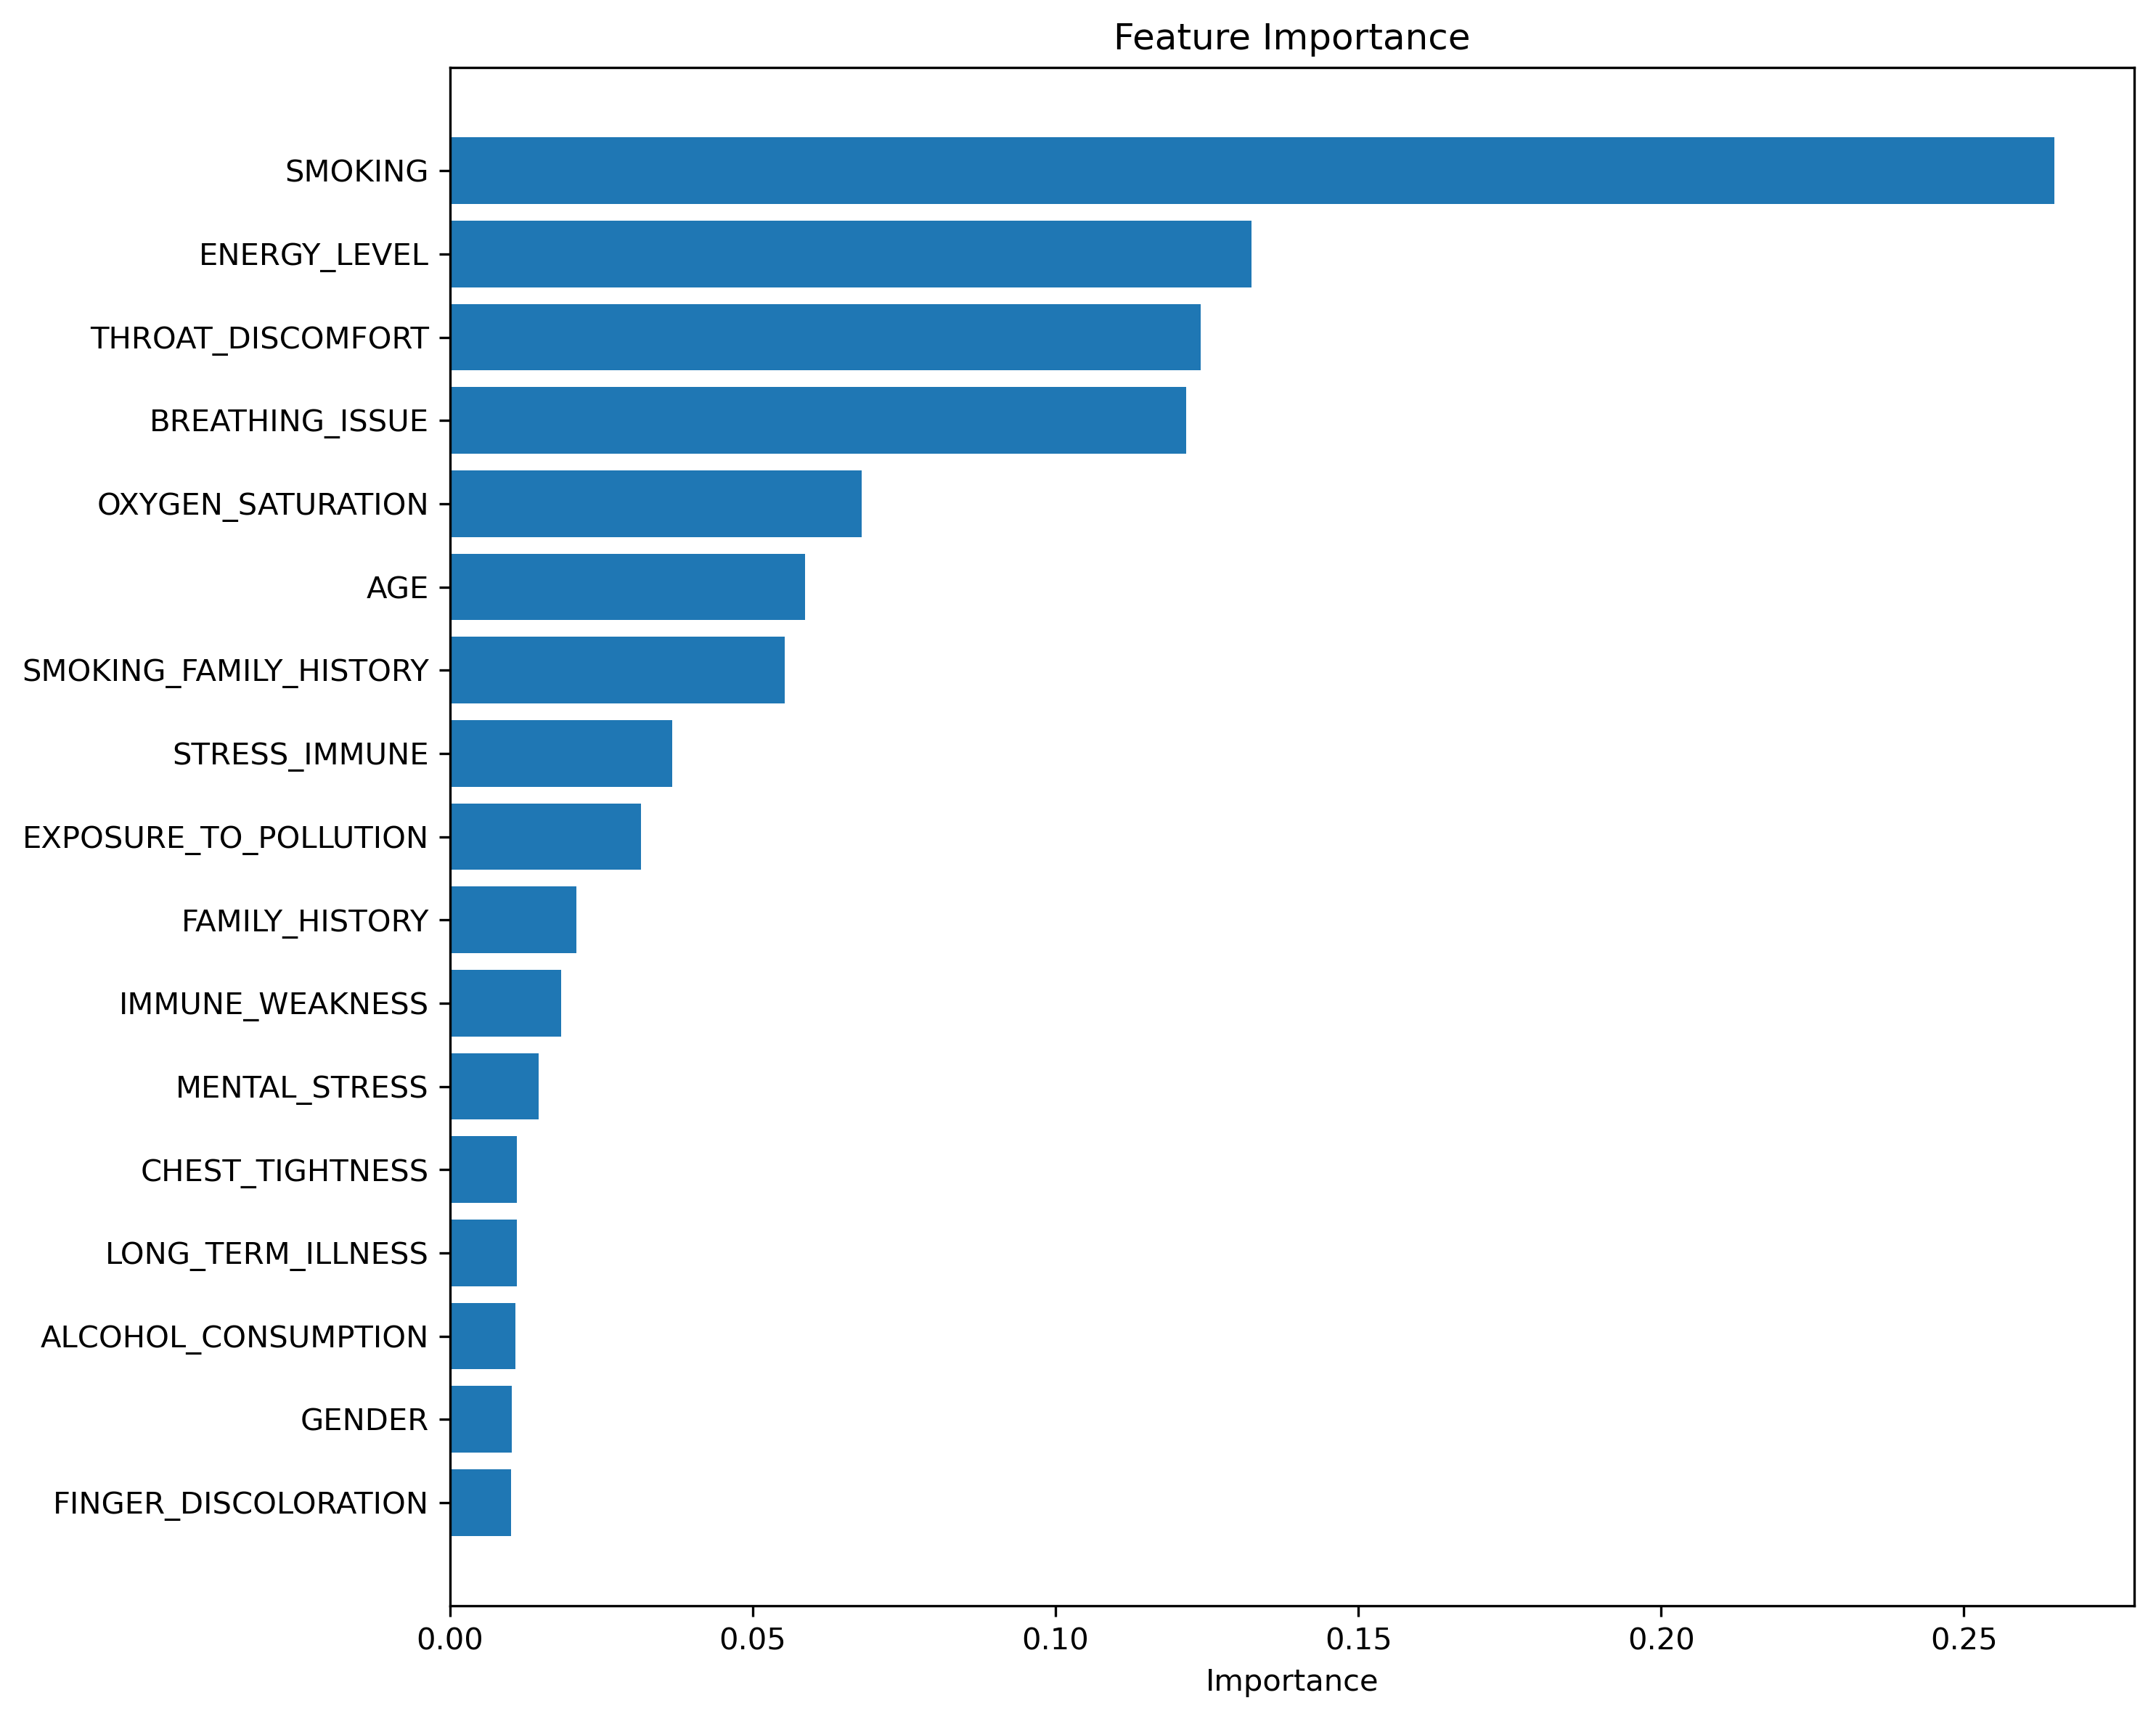 Feature Importance
SMOKING
ENERGY_LEVEL
THROAT_DISCOMFORT
BREATHING_ISSUE
OXYGEN_SATURATION
AGE
SMOKING_FAMILY_HISTORY
STRESS_IMMUNE
EXPOSURE_TO_POLLUTION
FAMILY_HISTORY
IMMUNE_WEAKNESS
MENTAL_STRESS
CHEST_TIGHTNESS
LONG_TERM_ILLNESS
ALCOHOL_CONSUMPTION
GENDER
FINGER_DISCOLORATION
0.00 0.05 0.10 0.15 0.20 0.25
Importance